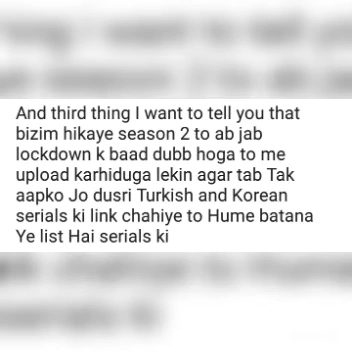 And third thing I want to tell you that
bizim hikaye season 2 to ab jab
lockdown k baad dubb hoga to me
upload karhiduga lekin agar tab Tak
aapko Jo dusri Turkish and Korean
serials ki link chahiye to Hume batana
Ye list Hai serials ki